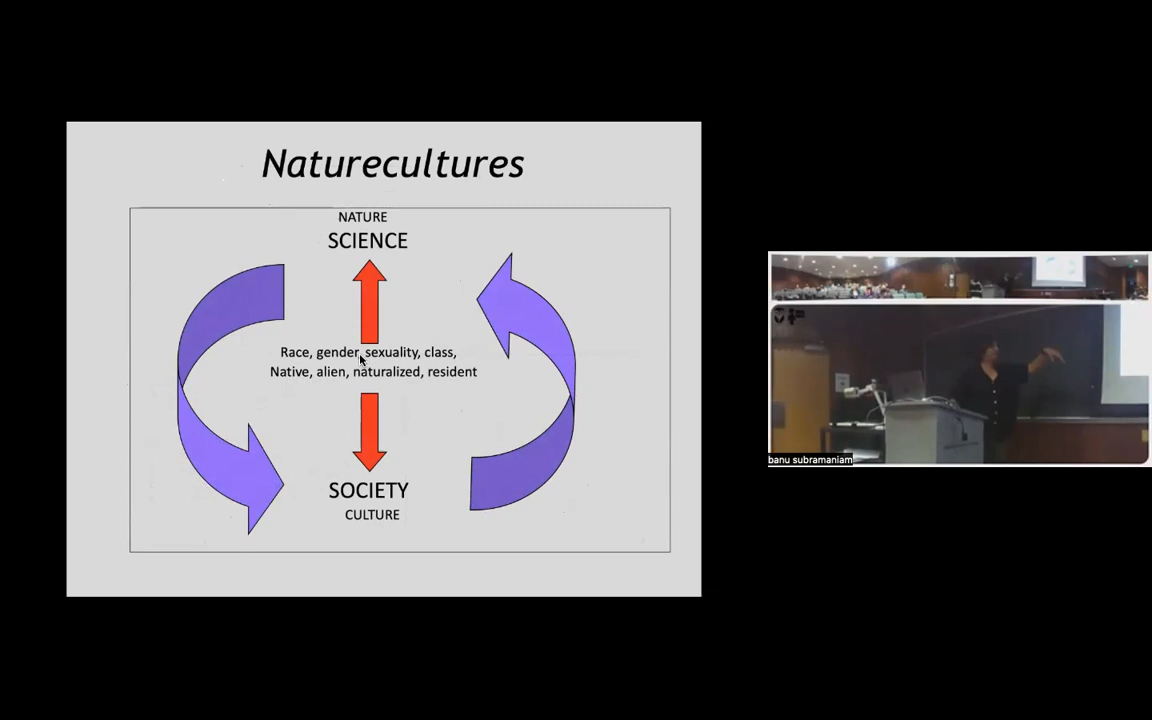 Naturecultures
NATURE
SCIENCE
Race, gender, sexuality, class,
Native, alien, naturalized, resident
SOCIETY
CULTURE
banu subramaniam